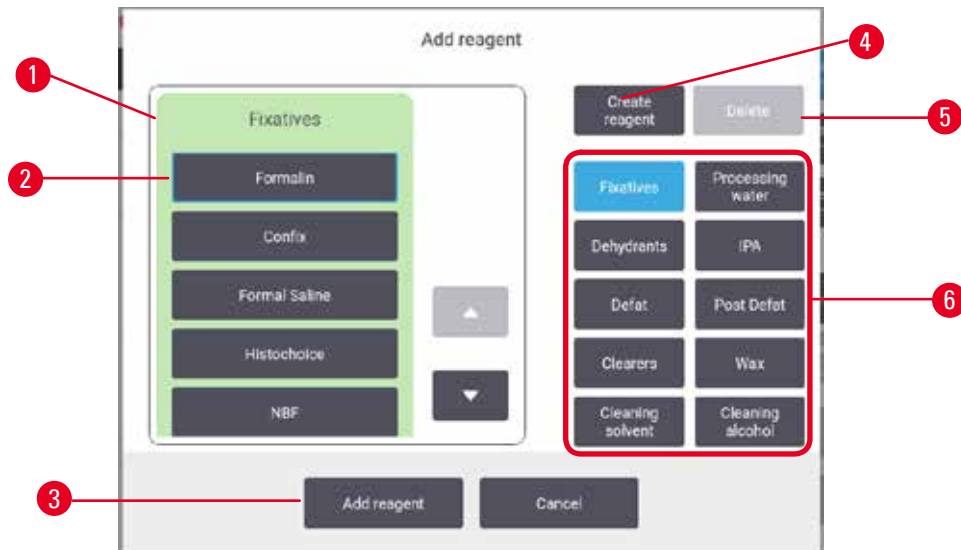 Add reagent
1
2
3
4
5
6
Fixatives
Formalin
Confix
Formal Saline
Histochoice
NBF
Create
reagent
Delete
Fixatives
Processing
water
Dehydrants
IPA
Defat
Post Defat
Clearers
Wax
Cleaning
solvent
Cleaning
alcohol
Add reagent
Cancel